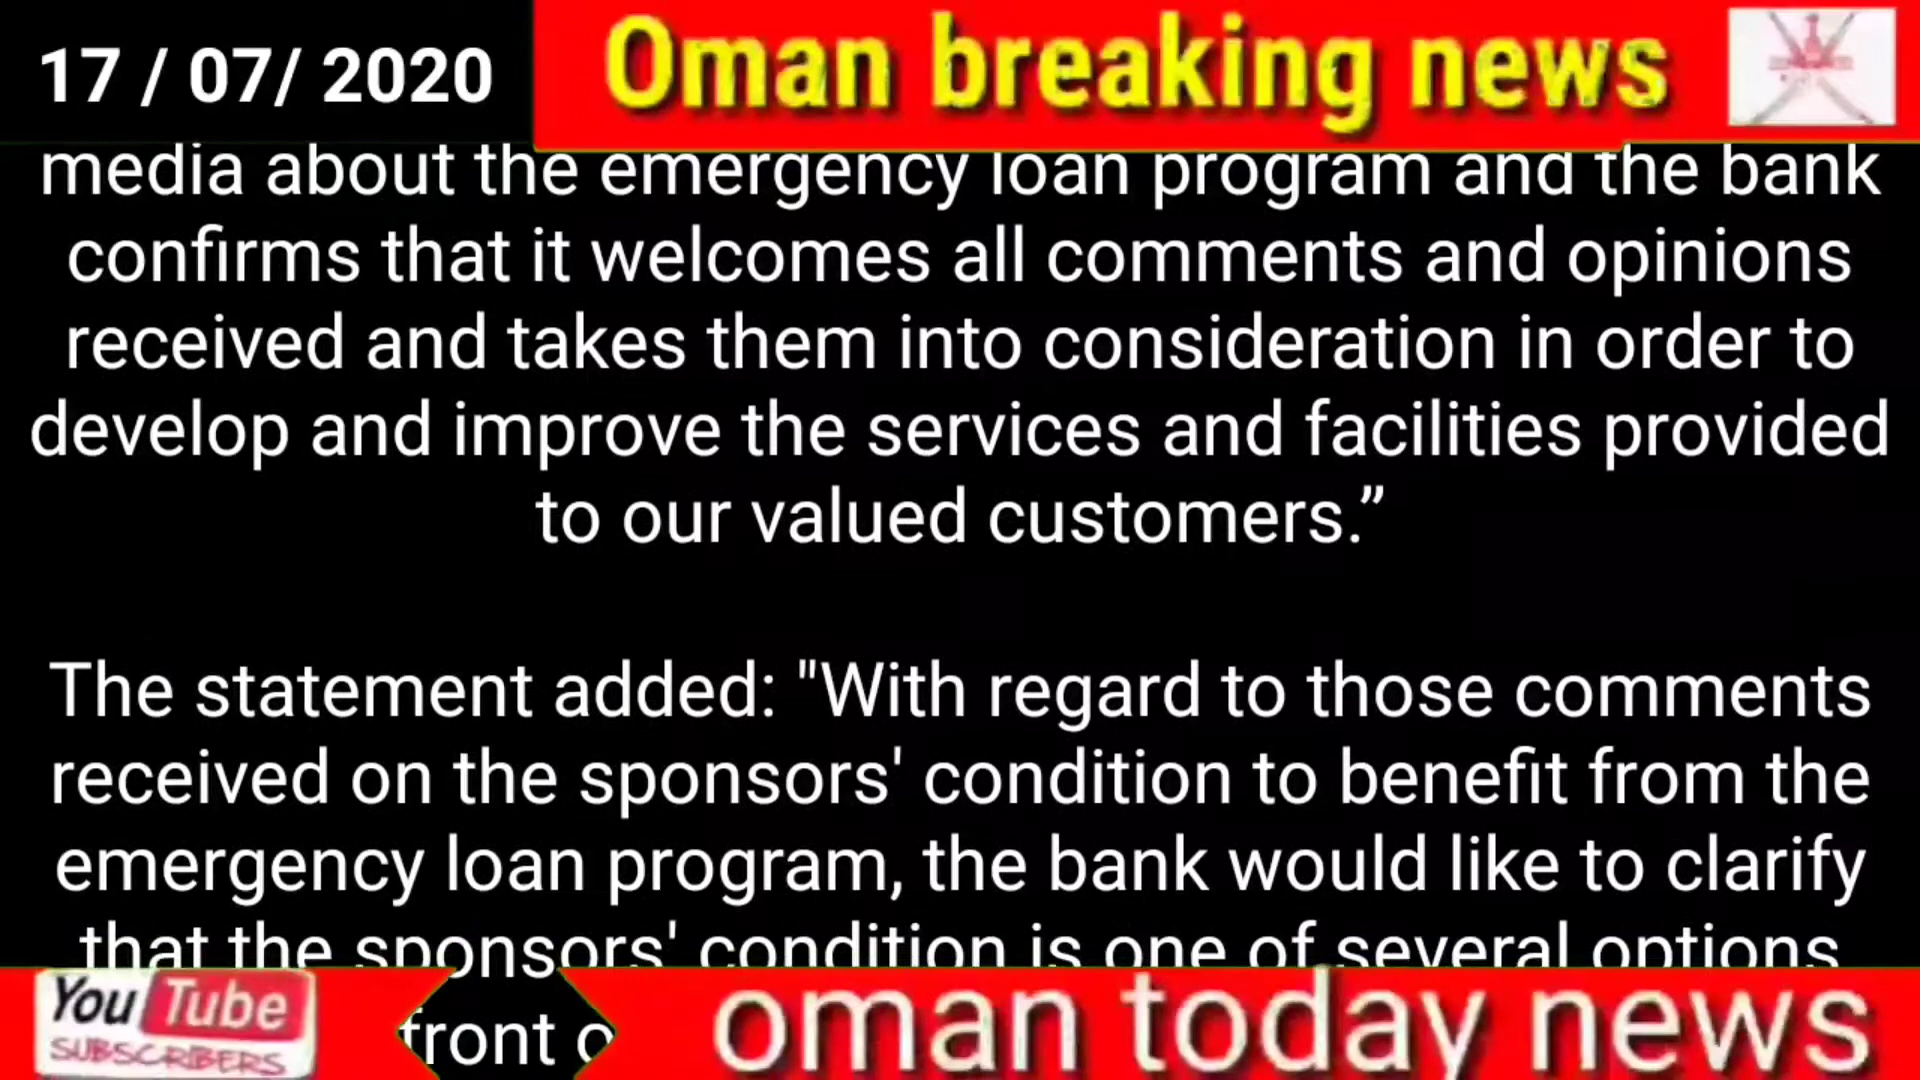 17 / 07/ 2020
Oman breaking news
media about the emergency loan program and the bank
confirms that it welcomes all comments and opinions
received and takes them into consideration in order to
develop and improve the services and facilities provided
to our valued customers.”
The statement added: "With regard to those comments
received on the sponsors' condition to benefit from the
emergency loan program, the bank would like to clarify
that the sponsors' condition is one of several options
front o
YouTube
SUBSCRIBERS
oman today news